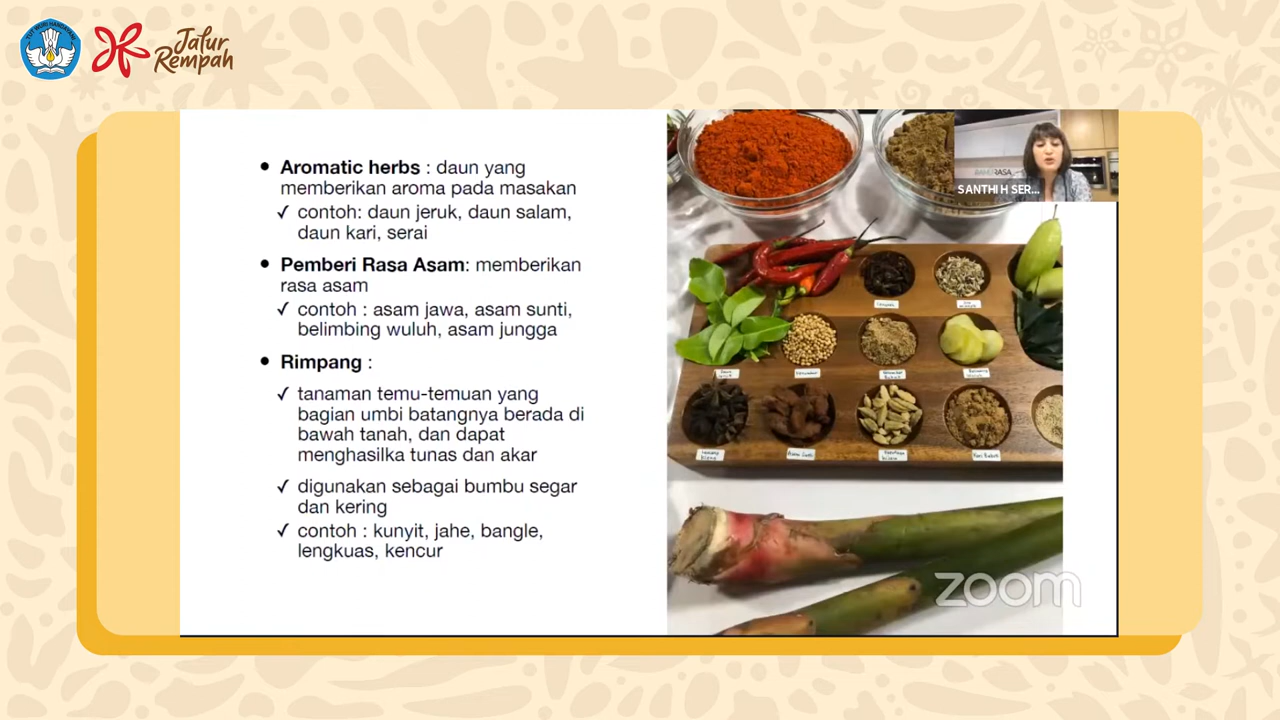 TUT WURI HANDAYANI
Jalur
Rempah
• Aromatic herbs : daun yang
memberikan aroma pada masakan
✓ contoh: daun jeruk, daun salam,
daun kari, serai
• Pemberi Rasa Asam: memberikan
rasa asam
✓ contoh : asam jawa, asam sunti,
belimbing wuluh, asam jungga
• Rimpang :
✓ tanaman temu-temuan yang
bagian umbi batangnya berada di
bawah tanah, dan dapat
menghasilka tunas dan akar
✓ digunakan sebagai bumbu segar
dan kering
✓ contoh : kunyit, jahe, bangle,
lengkuas, kencur
SANTHI H SER...
zoom